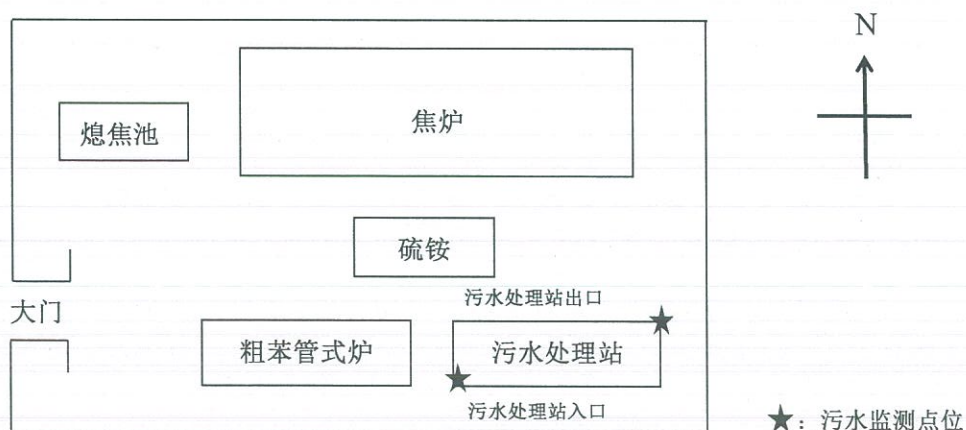 N
焦炉
熄焦池
硫铵
污水处理站出口
大门
粗苯管式炉
污水处理站
污水处理站入口
★：污水监测点位